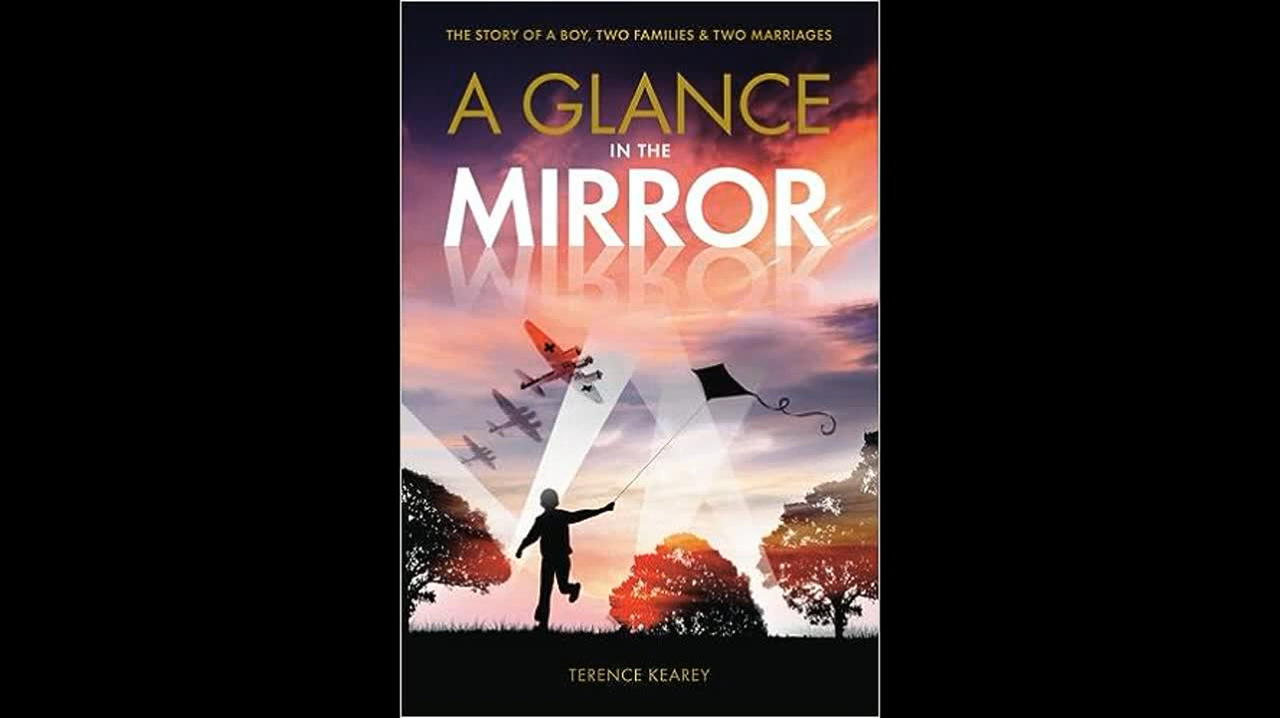 THE STORY OF A BOY, TWO FAMILIES & TWO MARRIAGES
A GLANCE
IN THE
MIRROR
TERENCE KEAREY